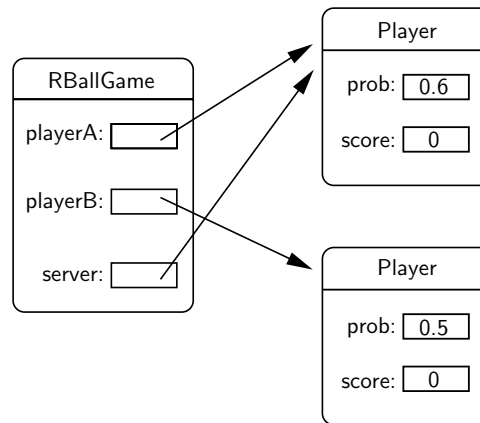 RBallGame
playerA:
playerB:
server:
Player
prob: 0.6
score: 0
Player
prob: 0.5
score: 0